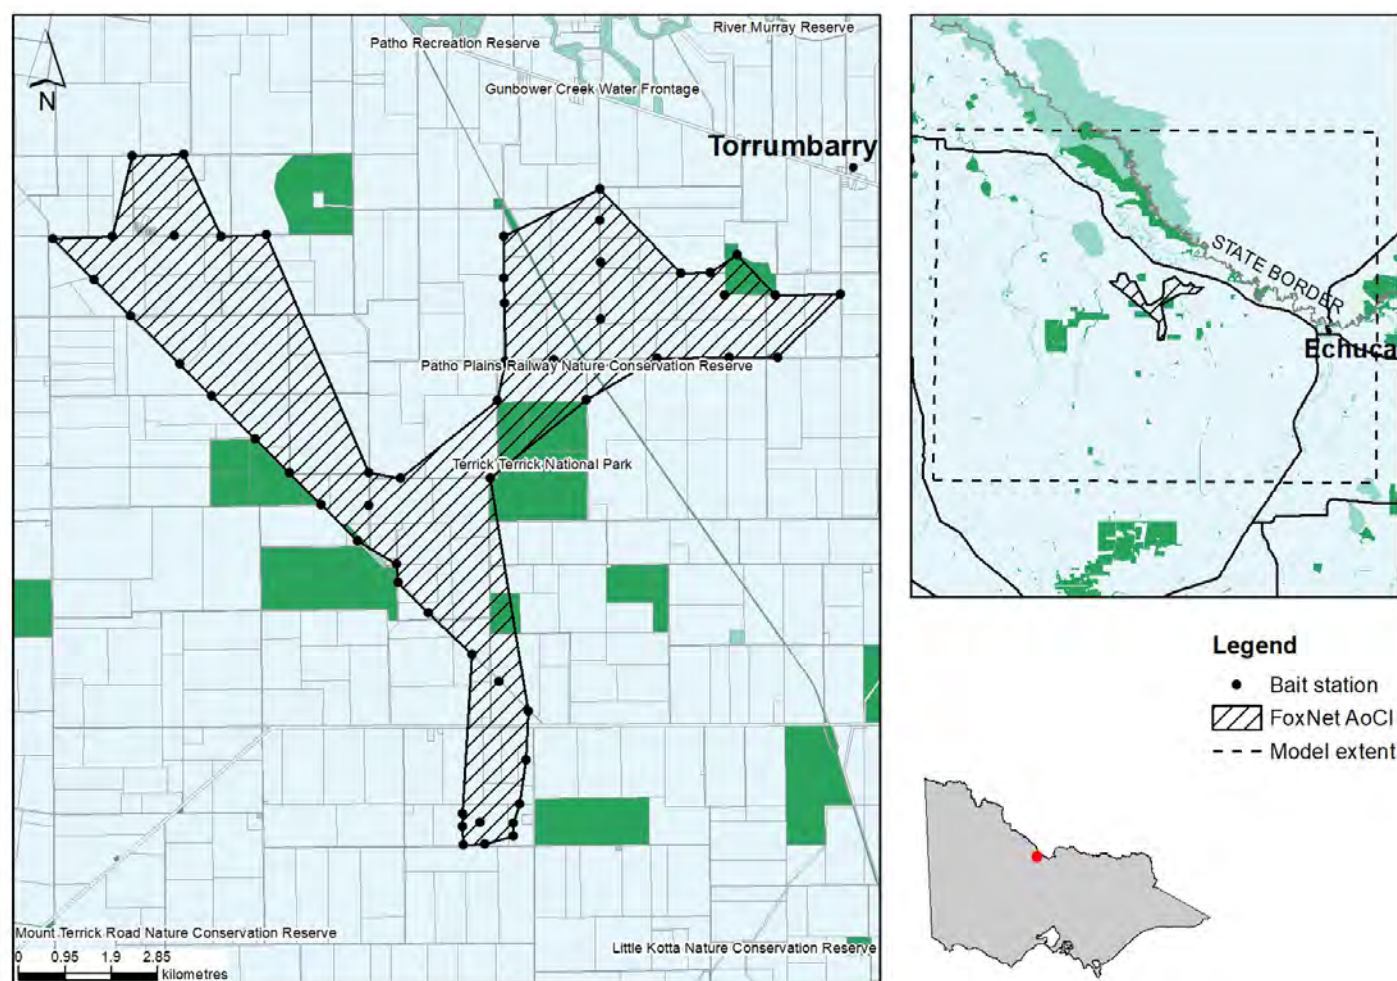 River Murray Reserve
Patho Recreation Reserve
N
Gunbower Creek Water Frontage
Torrumbarry
Patho Plains Railway Nature Conservation Reserve
Terrick Terrick National Park
Mount Terrick Road Nature Conservation Reserve
Little Kotta Nature Conservation Reserve
0 0.95 1.9 2.85
kilometres
STATE BORDER
Echuca
Legend
Bait station
FoxNet AoCI
Model extent